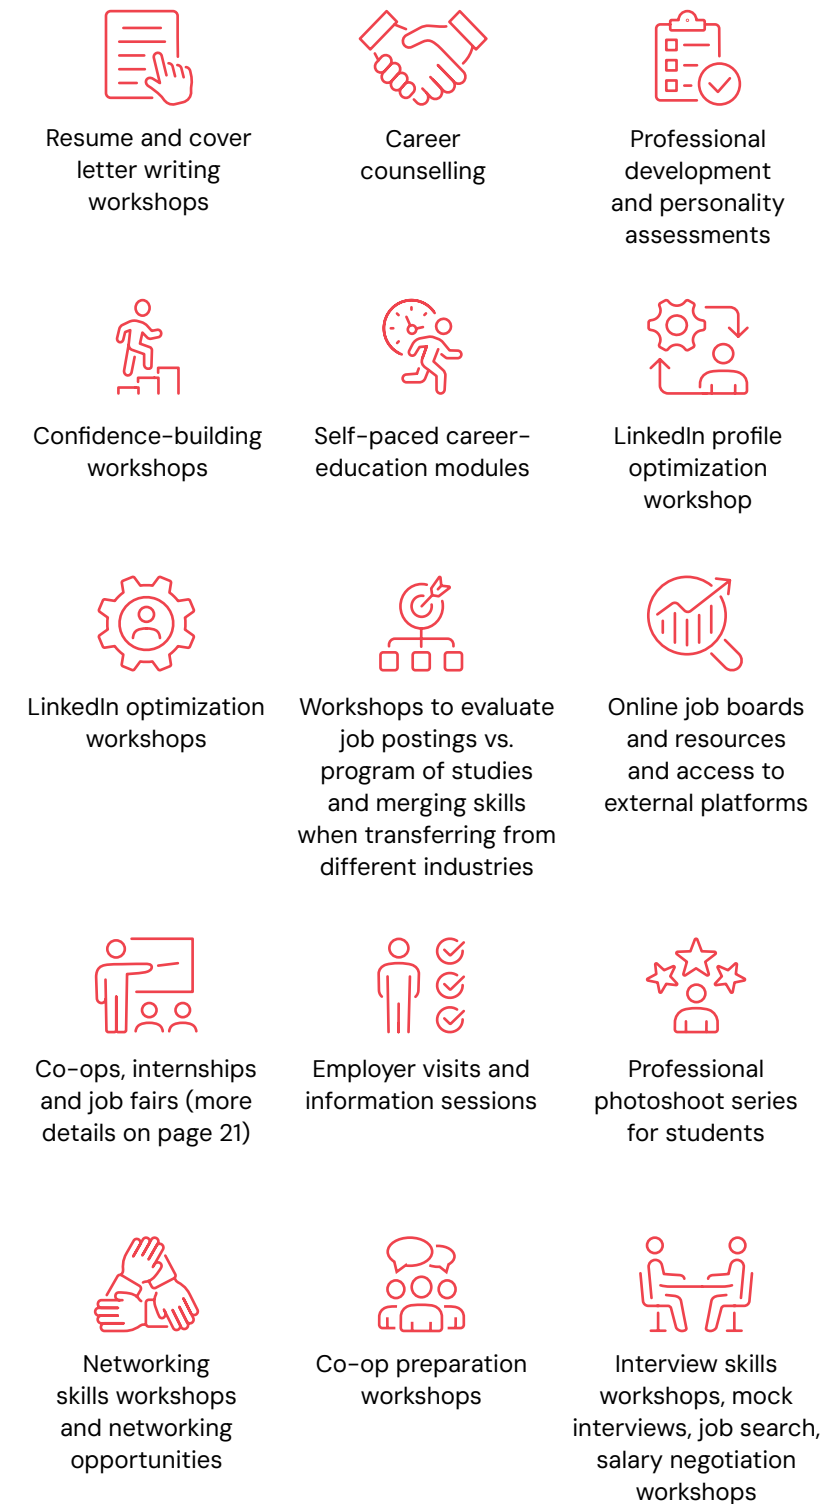 Resume and cover
letter writing
workshops
Career
counselling
Professional
development
and personality
assessments
Confidence-building
workshops
Self-paced career-
education modules
LinkedIn profile
optimization
workshop
LinkedIn optimization
workshops
Workshops to evaluate
job postings vs.
program of studies
and merging skills
when transferring from
different industries
Online job boards
and resources
and access to
external platforms
Co-ops, internships
and job fairs (more
details on page 21)
Employer visits and
information sessions
Professional
photoshoot series
for students
Networking
skills workshops
and networking
opportunities
Co-op preparation
workshops
Interview skills
workshops, mock
interviews, job search,
salary negotiation
workshops